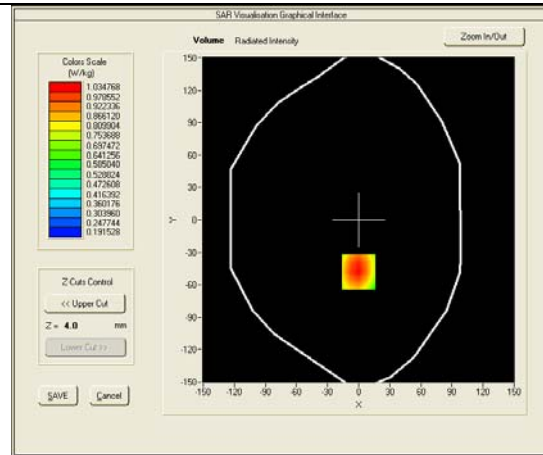 SAR Visualisation Graphical Interface
Volume Radiated Intensity
Zoom In/Out
Colors Scale
(W/kg)
1.034768
0.978552
0.922336
0.866120
0.809904
0.753688
0.697472
0.641256
0.585040
0.528824
0.472608
0.416392
0.360176
0.303960
0.247744
0.191528
150
120
90
60
30
0
-30
-60
-90
-120
-150
Y
-150 -120 -90 -60 -30 0 30 60 90 120 150
X
Z Cuts Control
<< Upper Cut
Z = 4.0 mm
Lower Cut >>
SAVE Cancel